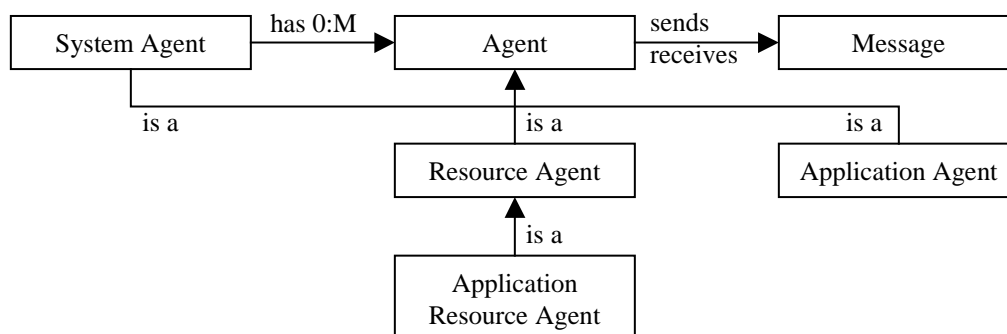 System Agent
has 0:M
Agent
sends
receives
Message
is a
is a
is a
Resource Agent
Application Agent
is a
Application
Resource Agent